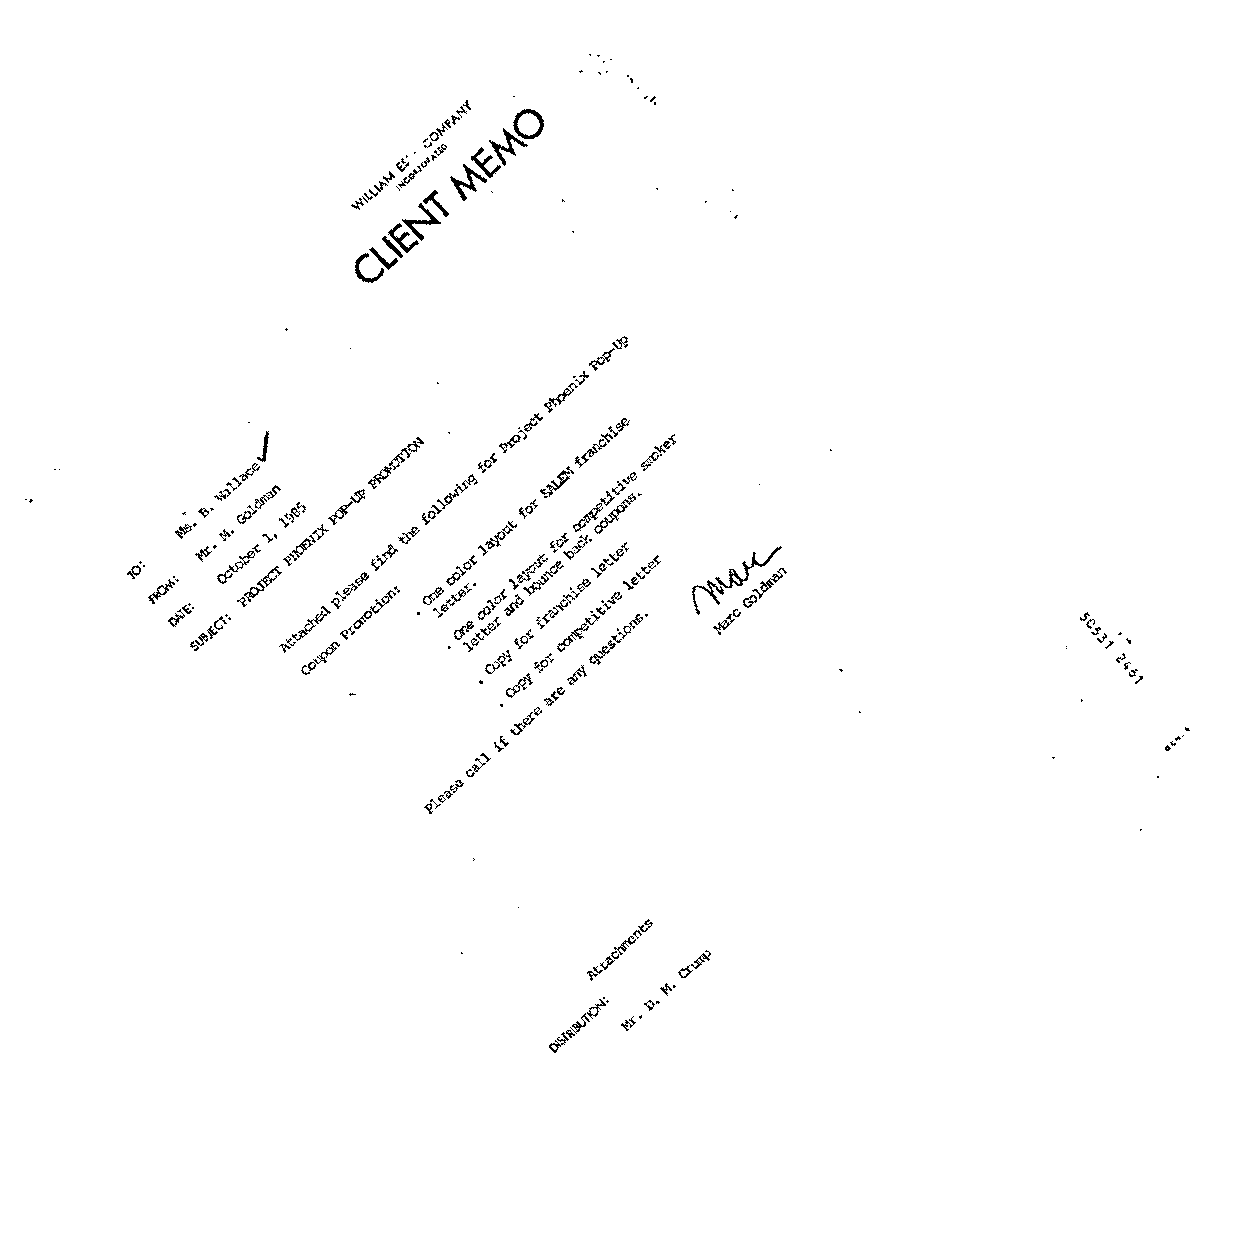 WILLIAM COMPANY
INCORPORATED
CLIENT MEMO
TO: Ms. B. Wallace
FROM: Mr. M. Goldman
DATE: October 1, 1985
SUBJECT: PROJECT PHOENIX POP-UP PROMOTION
Attached please find the following for Project Phoenix Pop-Up
Coupon Promotion:
. One color layout for SALEM franchise
letter.
. One color layout for competitive smoker
letter and bounce back coupons.
. Copy for franchise letter
. Copy for competitive letter
Please call if there are any questions.
Marc
Marc Goldman
Attachments
DISTRIBUTION:
Mr. D. M. Crump
50531 2461